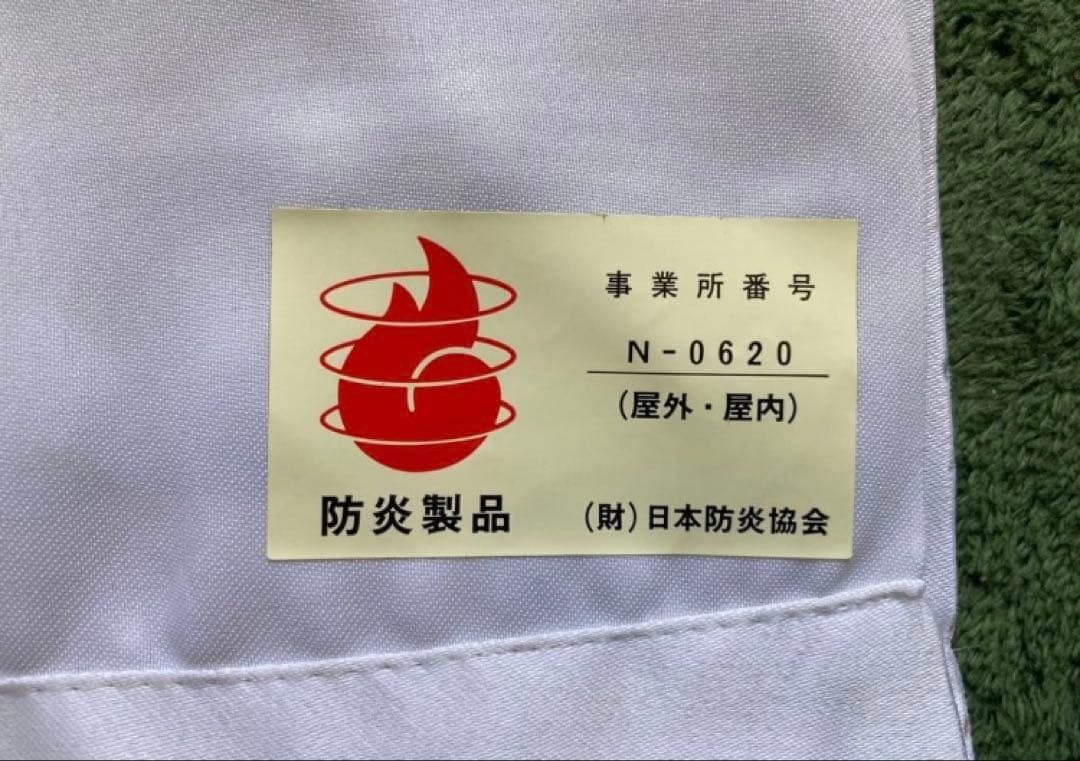 事業所番号
N-0620
(屋外・屋内)
防炎製品
(財)日本防炎協会